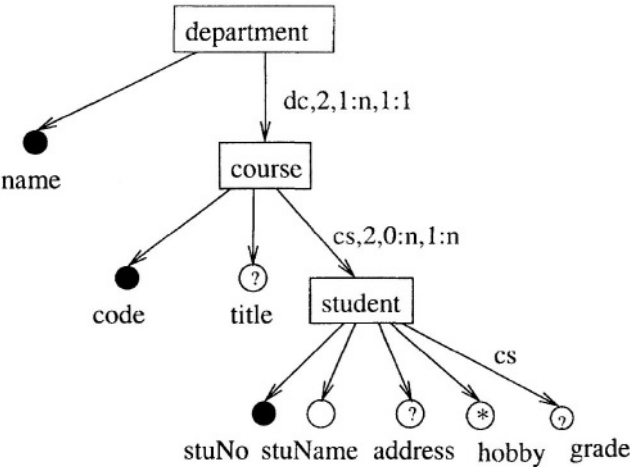 department
dc,2,1:n,1:1
name
course
cs,2,0:n,1:n
?
code
title
student
cs
?
*
?
stuNo stuName address hobby grade